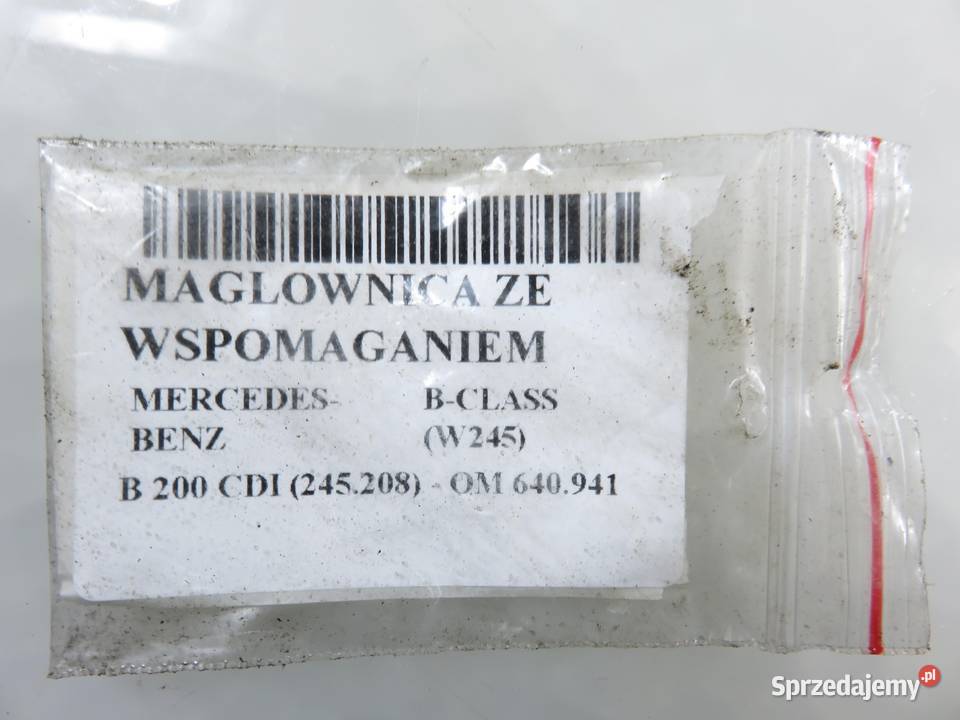 MAGLOWNICA ZE
WSPOMAGANIEM
MERCEDES- B-CLASS
BENZ (W245)
B 200 CDI (245.208) - OM 640.941
Sprzedajemy.pl